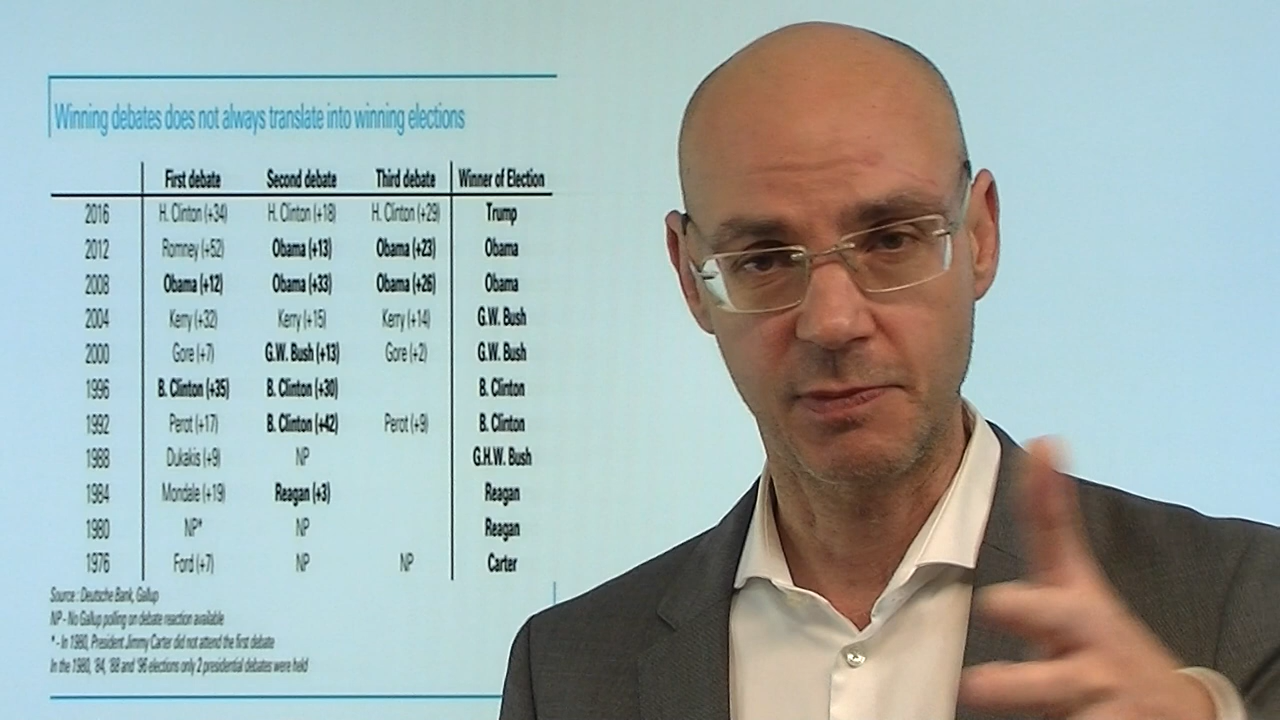 Winning debates does not always translate into winning elections
First debate Second debate Third debate Winner of Election
2016 H. Clinton (+34) H. Clinton (+18) H. Clinton (+29) Trump
2012 Romney (+52) Obama (+13) Obama (+23) Obama
2008 Obama (+12) Obama (+33) Obama (+26) Obama
2004 Kerry (+32) Kerry (+15) Kerry (+14) G.W. Bush
2000 Gore (+7) G.W. Bush (+13) Gore (+2) G.W. Bush
1996 B. Clinton (+35) B. Clinton (+30) B. Clinton
1992 Perot (+17) B. Clinton (+42) Perot (+9) B. Clinton
1988 Dukakis (+9) NP G.H.W. Bush
1984 Mondale (+19) Reagan (+3) Reagan
1980 NP* NP Reagan
1976 Ford (+7) NP NP Carter
Source : Deutsche Bank, Gallup
NP - No Gallup polling on debate reaction available
* - In 1980, President Jimmy Carter did not attend the first debate
In the 1980, '84, '88 and '96 elections only 2 presidential debates were held